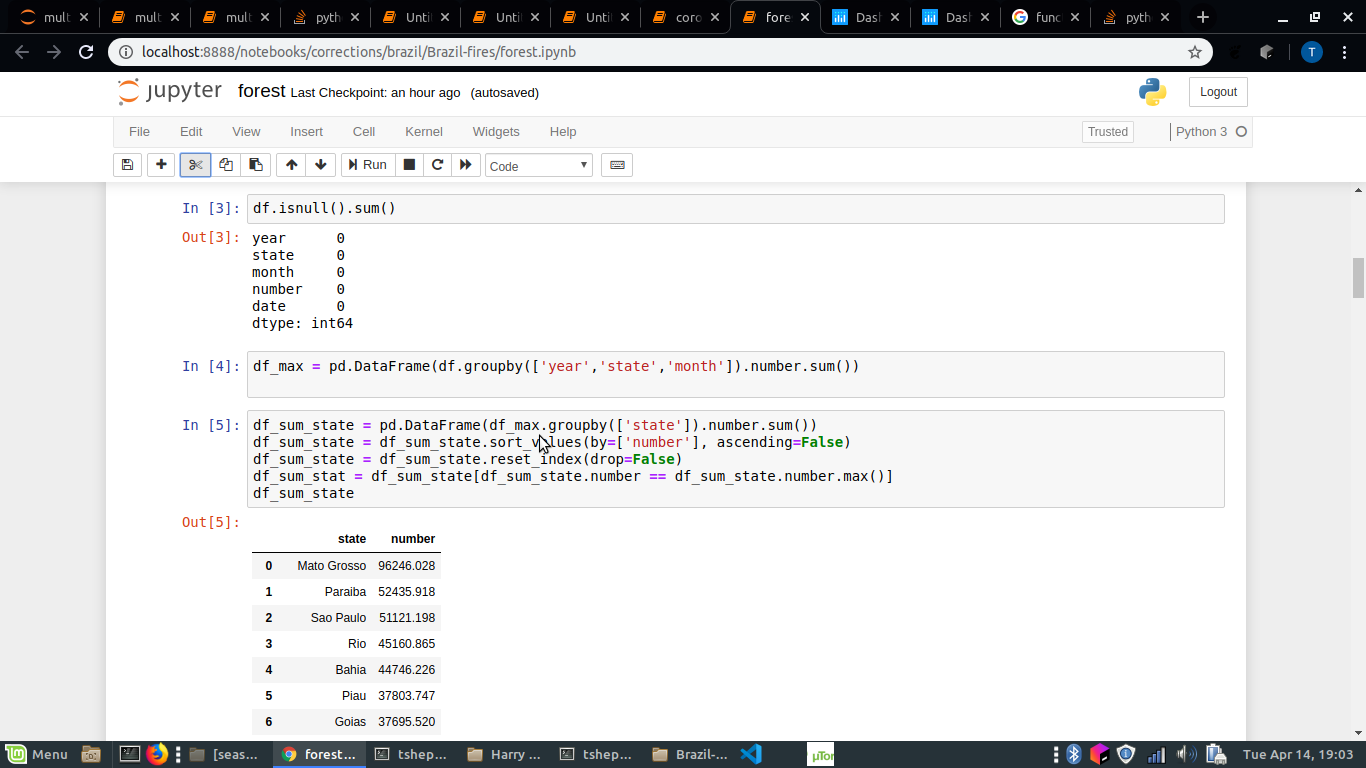 mult
mult
mult
pyth
Unti
Unti
Unti
coro
fore
Dash
Dash
func
pyth
localhost:8888/notebooks/corrections/brazil/Brazil-fires/forest.ipynb
T
jupyter forest Last Checkpoint: an hour ago (autosaved)
Logout
File Edit View Insert Cell Kernel Widgets Help
Trusted
Python 3
Run
Code
In [3]: df.isnull().sum()
Out[3]: year 0
state 0
month 0
number 0
date 0
dtype: int64
In [4]: df_max = pd.DataFrame(df.groupby(['year','state','month']).number.sum())
In [5]: df_sum_state = pd.DataFrame(df_max.groupby(['state']).number.sum())
df_sum_state = df_sum_state.sort_values(by=['number'], ascending=False)
df_sum_state = df_sum_state.reset_index(drop=False)
df_sum_stat = df_sum_state[df_sum_state.number == df_sum_state.number.max()]
df_sum_state
Out[5]:
state number
0 Mato Grosso 96246.028
1 Paraiba 52435.918
2 Sao Paulo 51121.198
3 Rio 45160.865
4 Bahia 44746.226
5 Piau 37803.747
6 Goias 37695.520
Menu
[seas...
forest...
tshep...
Harry ...
tshep...
Brazil-...
µTor
Tue Apr 14, 19:03